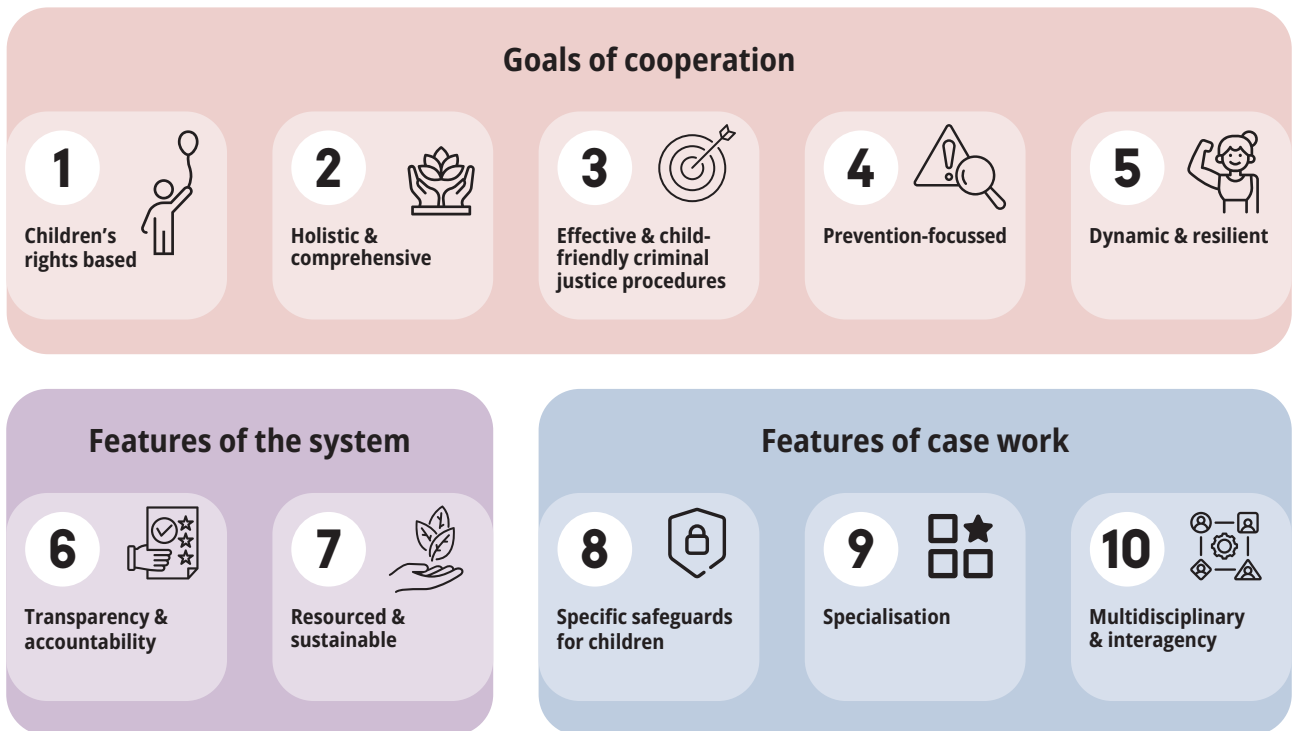 Goals of cooperation
1
Children’s
rights based
2
Holistic &
comprehensive
3
Effective & child-
friendly criminal
justice procedures
4
Prevention-focussed
5
Dynamic & resilient
Features of the system
6
Transparency &
accountability
7
Resourced &
sustainable
Features of case work
8
Specific safeguards
for children
9
Specialisation
10
Multidisciplinary
& interagency